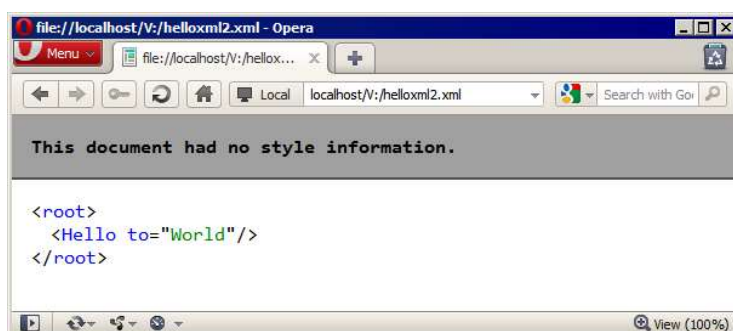 file://localhost/V:/helloxml2.xml - Opera
Menu
file://localhost/V:/hellox...
Local localhost/V:/helloxml2.xml Search with Goo
This document had no style information.
<root>
<Hello to="World"/>
</root>
View (100%)